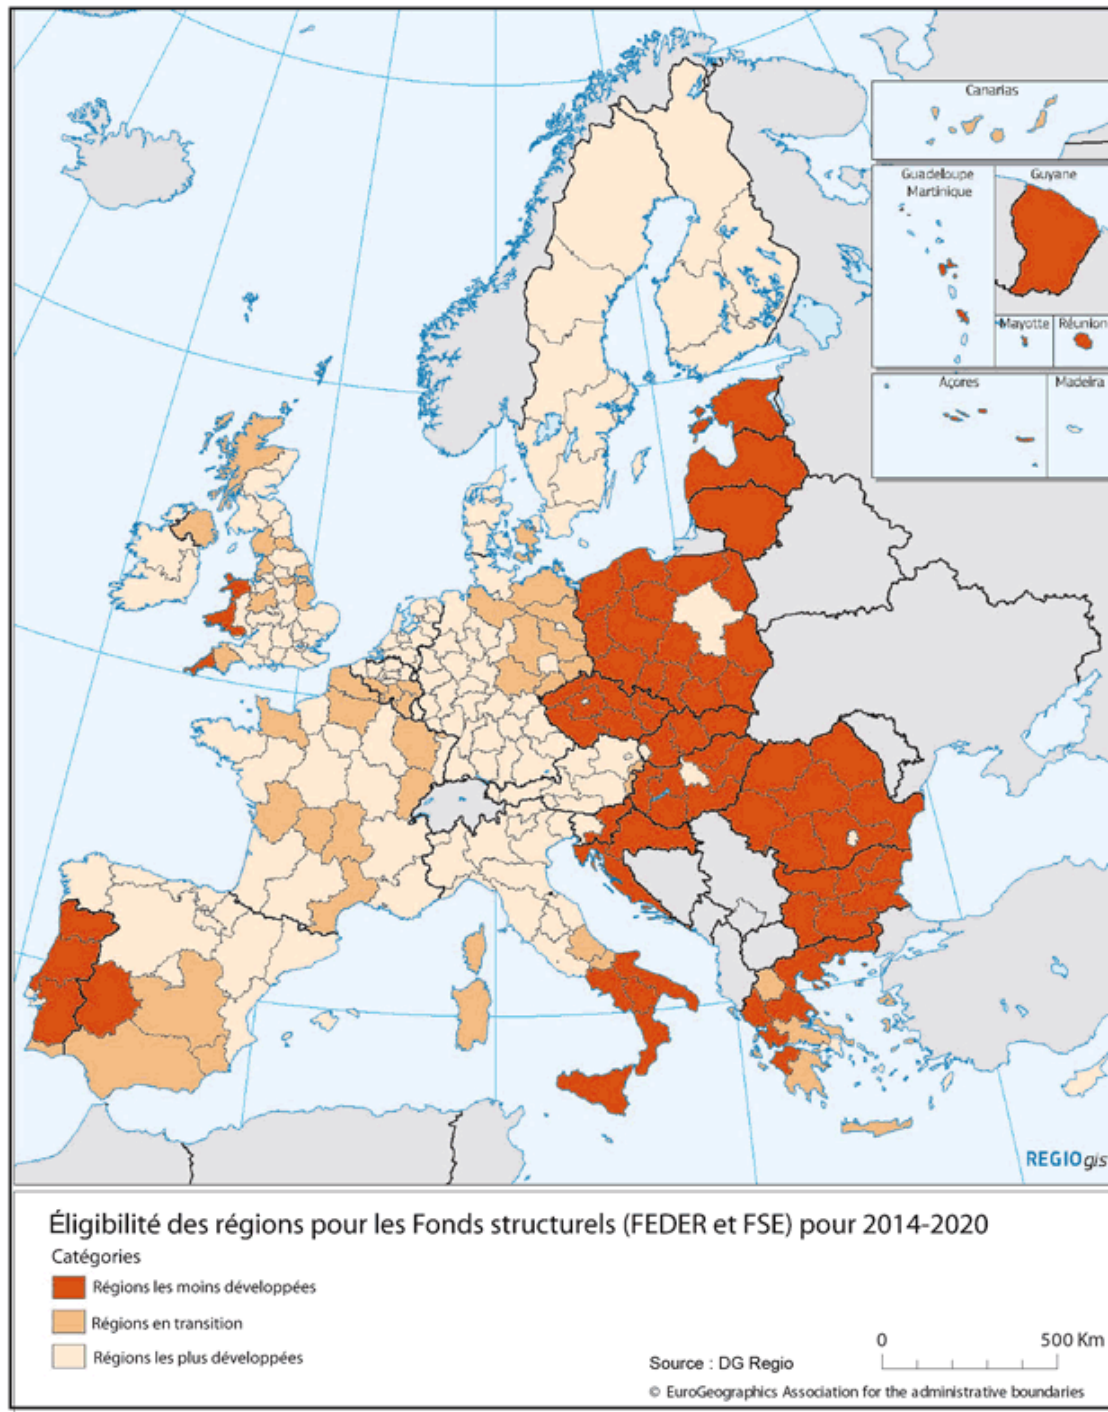 Canarias
Guadeloupe
Martinique
Guyane
Mayotte
Réunion
Açores
Madeira
REGIOgis
Éligibilité des régions pour les Fonds structurels (FEDER et FSE) pour 2014-2020
Catégories
Régions les moins développées
Régions en transition
Régions les plus développées
0 500 Km
Source : DG Regio
© EuroGeographics Association for the administrative boundaries